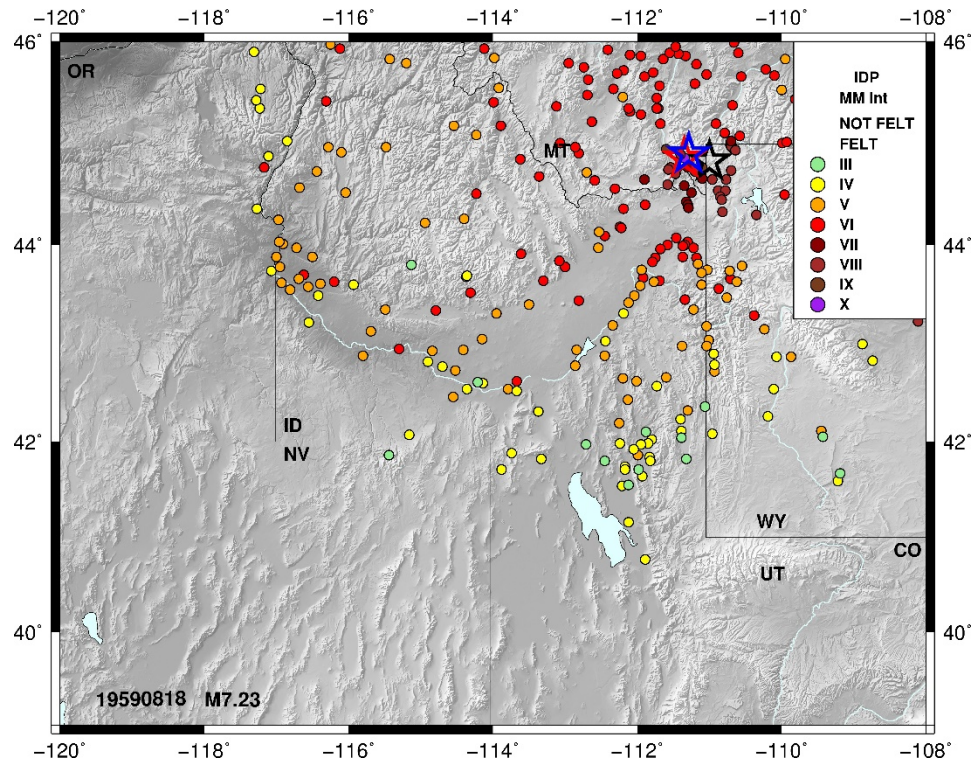 −120˚ −118˚ −116˚ −114˚ −112˚ −110˚ −108˚
46˚ 46˚
OR
IDP
MM Int
NOT FELT
FELT
MT
III
IV
V
VI
VII
VIII
IX
X
44˚ 44˚
ID
NV
42˚ 42˚
WY
CO
UT
40˚ 40˚
19590818 M7.23
−120˚ −118˚ −116˚ −114˚ −112˚ −110˚ −108˚